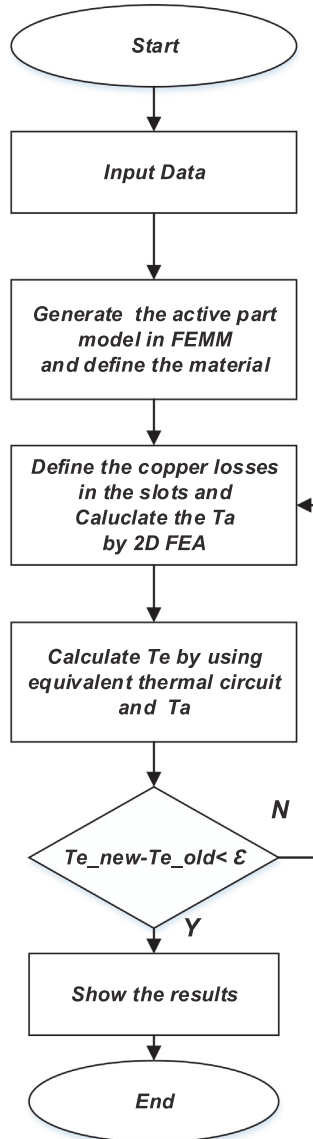 Start
Input Data
Generate the active part
model in FEMM
and define the material
Define the copper losses
in the slots and
Caluclate the Ta
by 2D FEA
Calculate Te by using
equivalent thermal circuit
and Ta
N
Te_new-Te_old< Ɛ
Y
Show the results
End